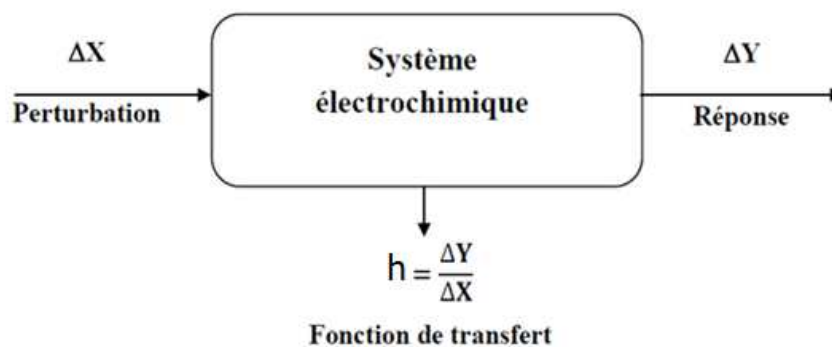 ΔX
Perturbation
Système
électrochimique
ΔY
Réponse
h = ΔY
ΔX
Fonction de transfert